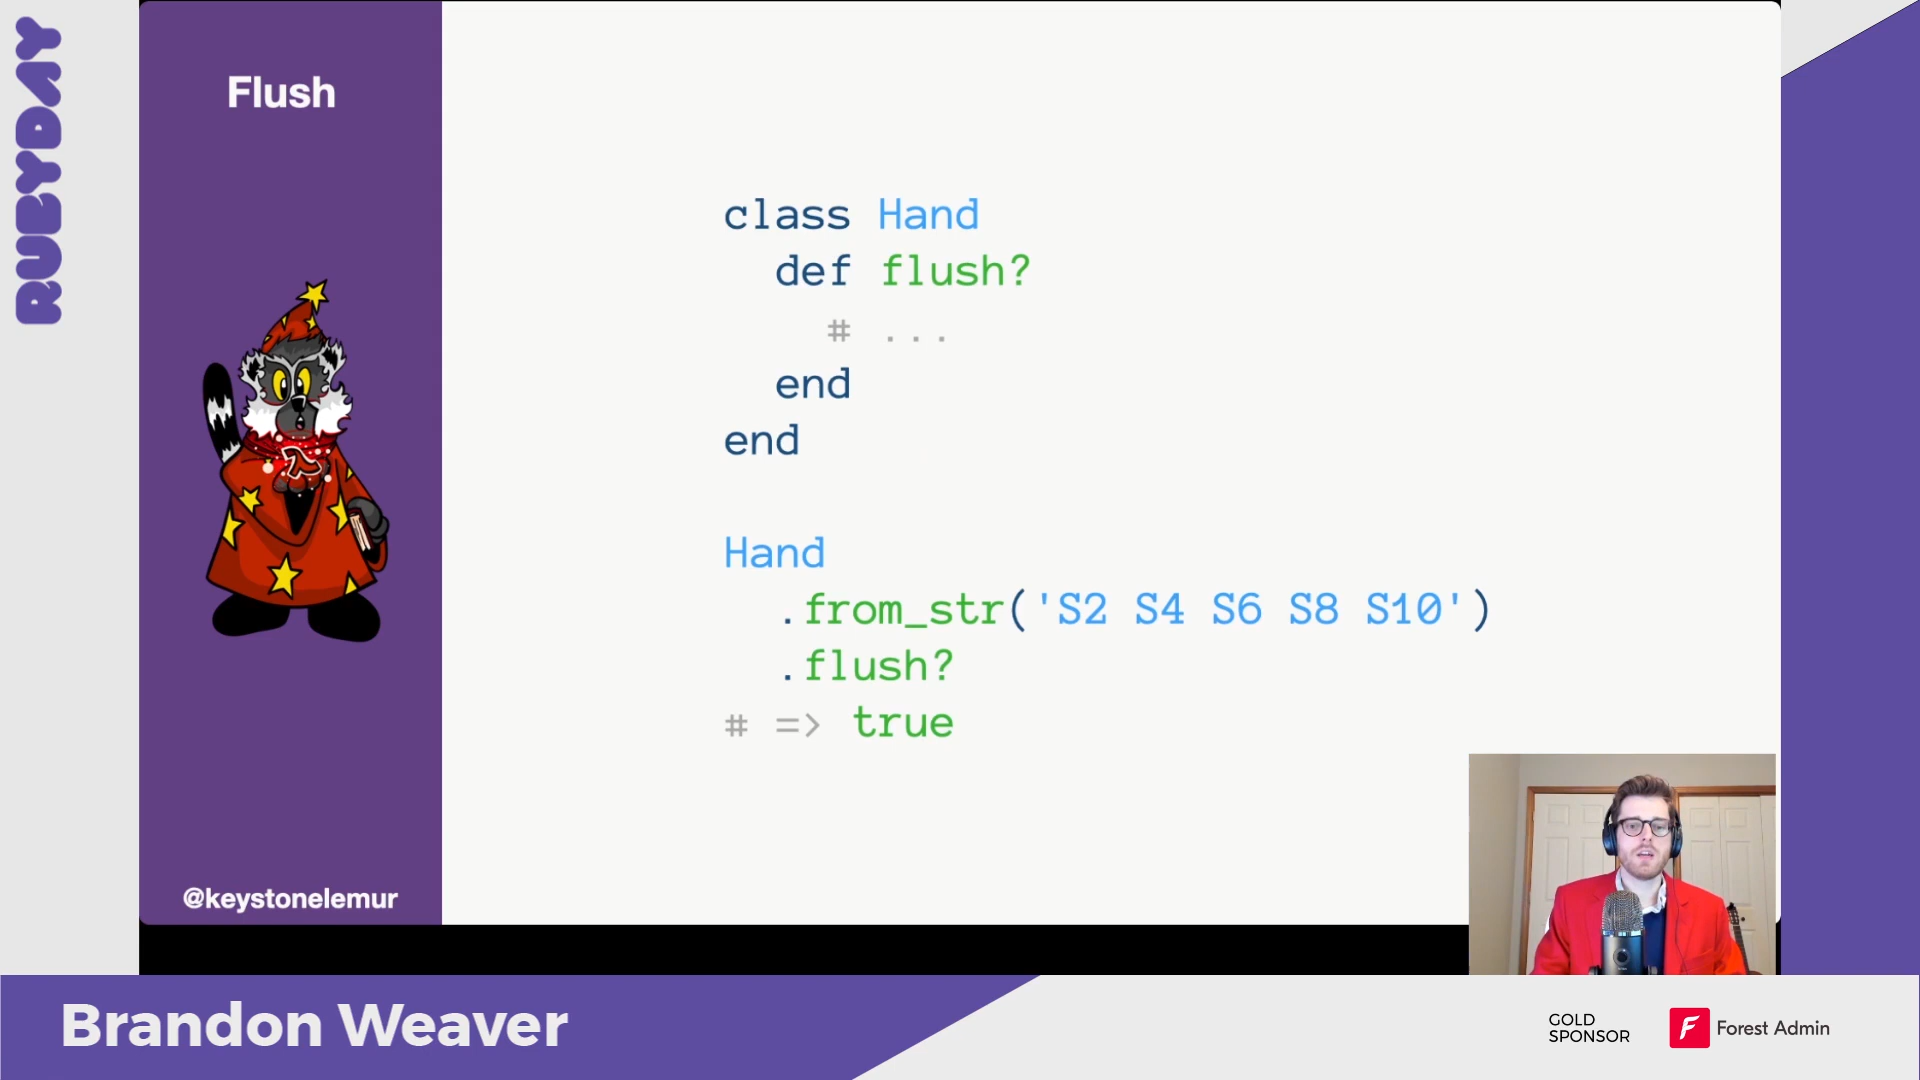 RUBYDAY
Flush
class Hand
def flush?
# ...
end
end
Hand
.from_str('S2 S4 S6 S8 S10')
.flush?
# => true
@keystonelemur
Brandon Weaver
GOLD
SPONSOR
Forest Admin